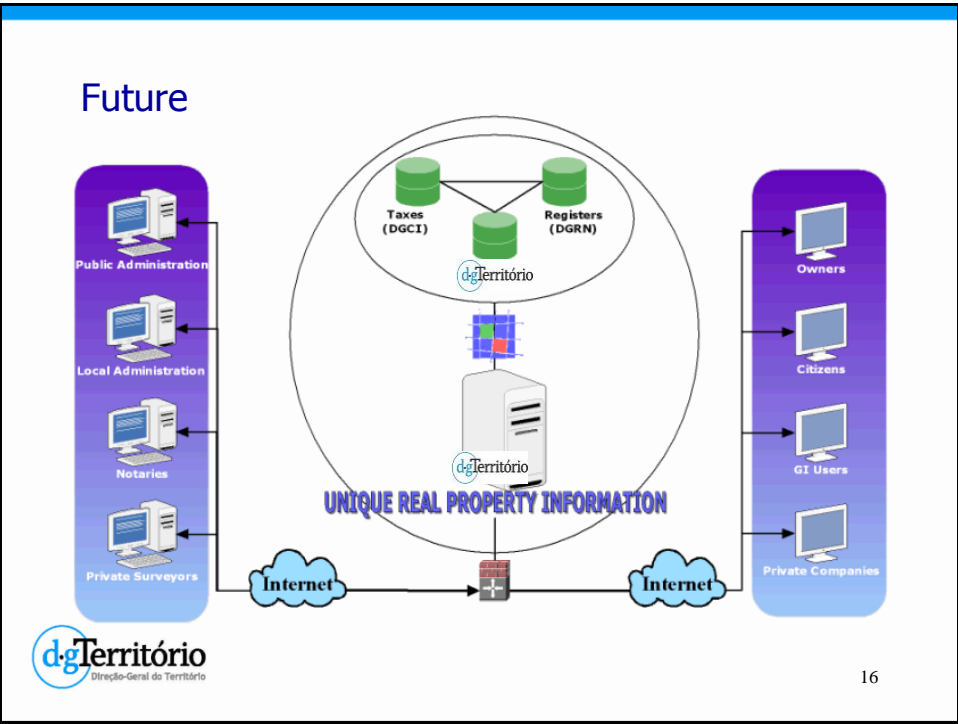 Future
Taxes
(DGCI)
Registers
(DGRN)
d·gTerritório
Public Administration
Local Administration
Notaries
Private Surveyors
Owners
Citizens
GI Users
Private Companies
d·gTerritório
UNIQUE REAL PROPERTY INFORMATION
Internet
Internet
d·gTerritório
Direção-Geral do Território
16